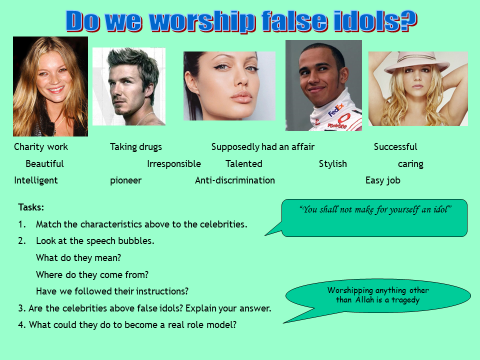 Do we worship false idols?
FedEx
Charity work Taking drugs Supposedly had an affair Successful
Beautiful Irresponsible Talented Stylish caring
Intelligent pioneer Anti-discrimination Easy job
Tasks:
1. Match the characteristics above to the celebrities.
2. Look at the speech bubbles.
What do they mean?
Where do they come from?
Have we followed their instructions?
3. Are the celebrities above false idols? Explain your answer.
4. What could they do to become a real role model?
“You shall not make for yourself an idol”
Worshipping anything other
than Allah is a tragedy